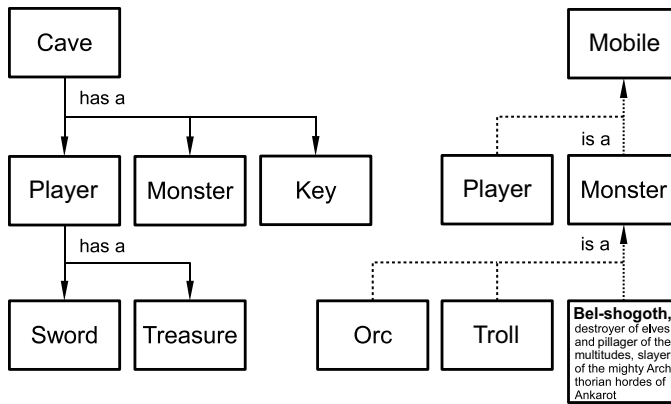 Cave
has a
Player
Monster
Key
has a
Sword
Treasure
Mobile
is a
Player
Monster
is a
Orc
Troll
Bel-shogoth,
destroyer of elves
and pillager of the
multitudes, slayer
of the mighty Arch
thorian hordes of
Ankarot